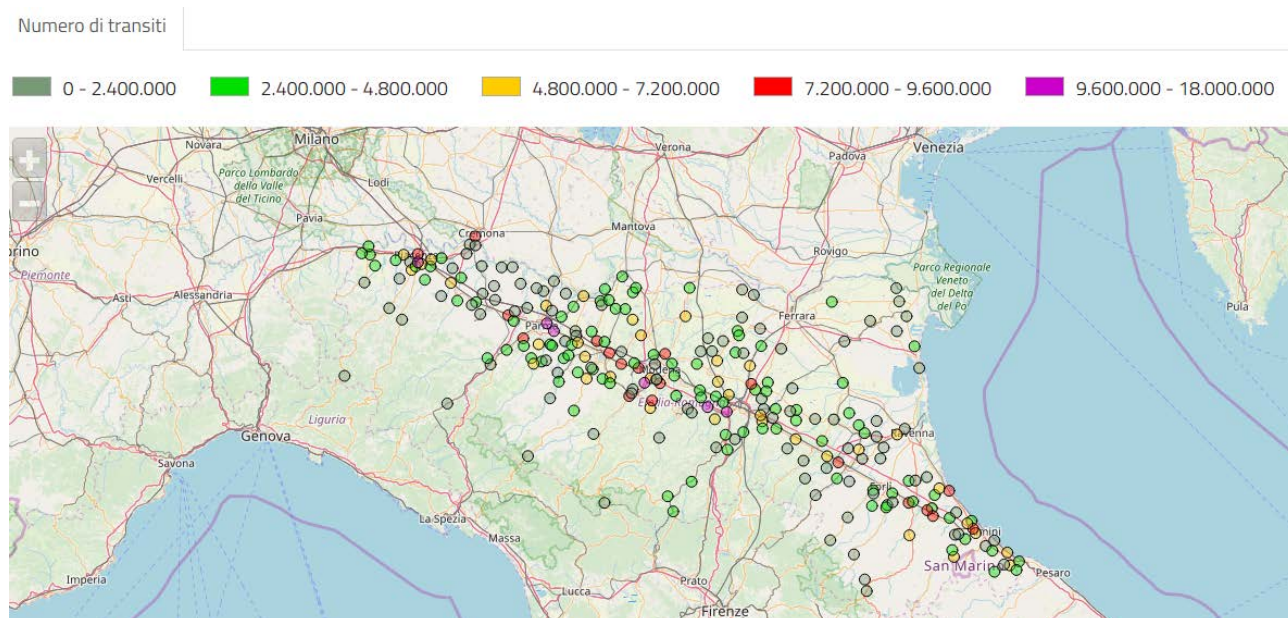 Numero di transiti
0 - 2.400.000
2.400.000 - 4.800.000
4.800.000 - 7.200.000
7.200.000 - 9.600.000
9.600.000 - 18.000.000
+
−
Milano
Novara
Verona
Padova
Venezia
Vercelli
Parco Lombardo
della Valle
del Ticino
Lodi
Pavia
Cremona
Mantova
Rovigo
orino
Piemonte
Asti
Alessandria
Parco Regionale
Veneto
del Delta
del Po
Pula
Ferrara
Modena
Liguria
Genova
Savona
La Spezia
Massa
Imperia
Lucca
Prato
Firenze
San Marino
Pesaro